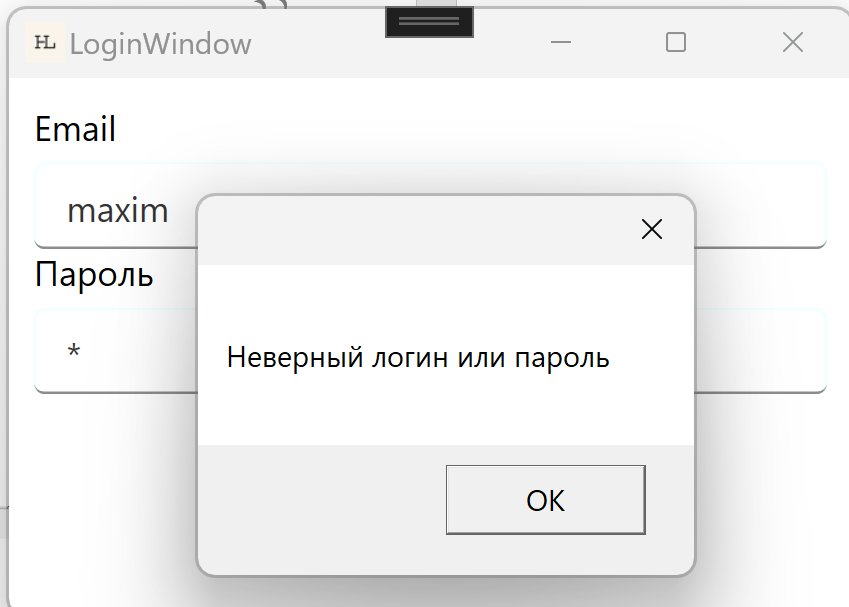 HL LoginWindow
Email
maxim
Пароль
*
Неверный логин или пароль
OK